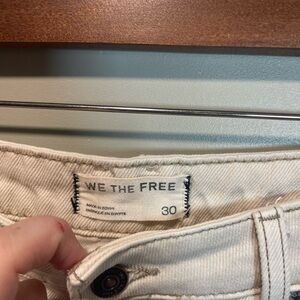 WE THE FREE
MADE IN EGYPT
FABRIQUÉ EN ÉGYPTE
30